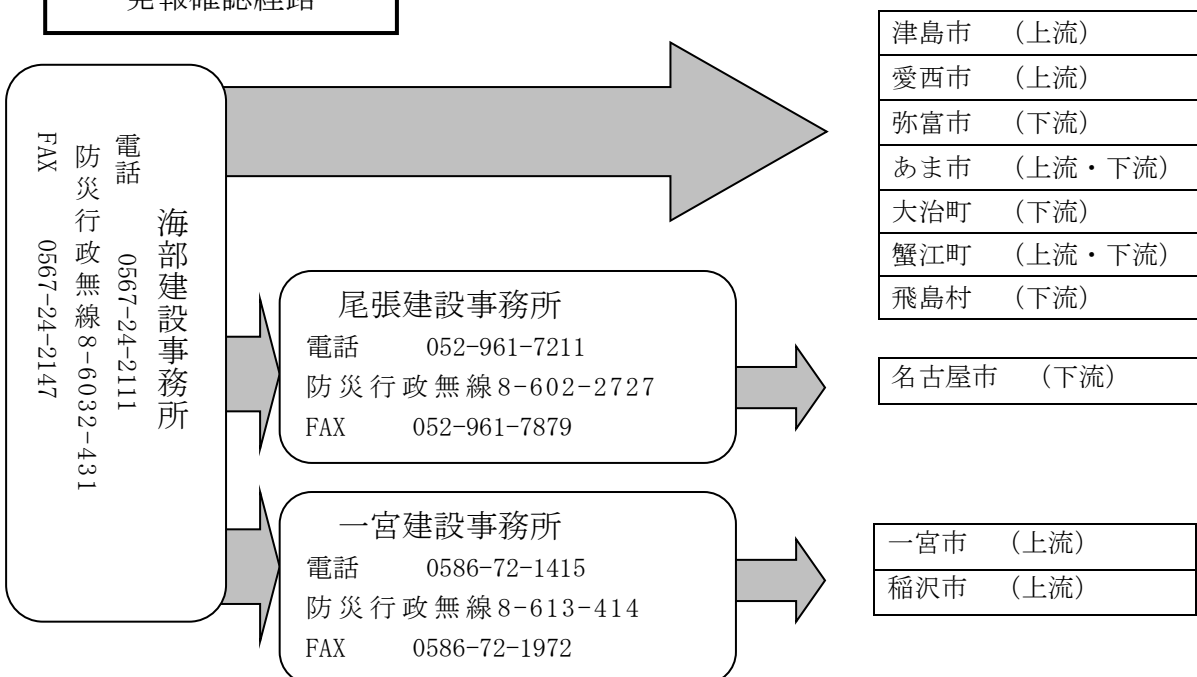 発報確認経路
海部建設事務所
電話 0567-24-2111
防災行政無線8-6032-431
FAX 0567-24-2147
津島市 （上流）
愛西市 （上流）
弥富市 （下流）
あま市 （上流・下流）
大治町 （下流）
蟹江町 （上流・下流）
飛島村 （下流）
尾張建設事務所
電話 052-961-7211
防災行政無線8-602-2727
FAX 052-961-7879
名古屋市 （下流）
一宮建設事務所
電話 0586-72-1415
防災行政無線8-613-414
FAX 0586-72-1972
一宮市 （上流）
稲沢市 （上流）